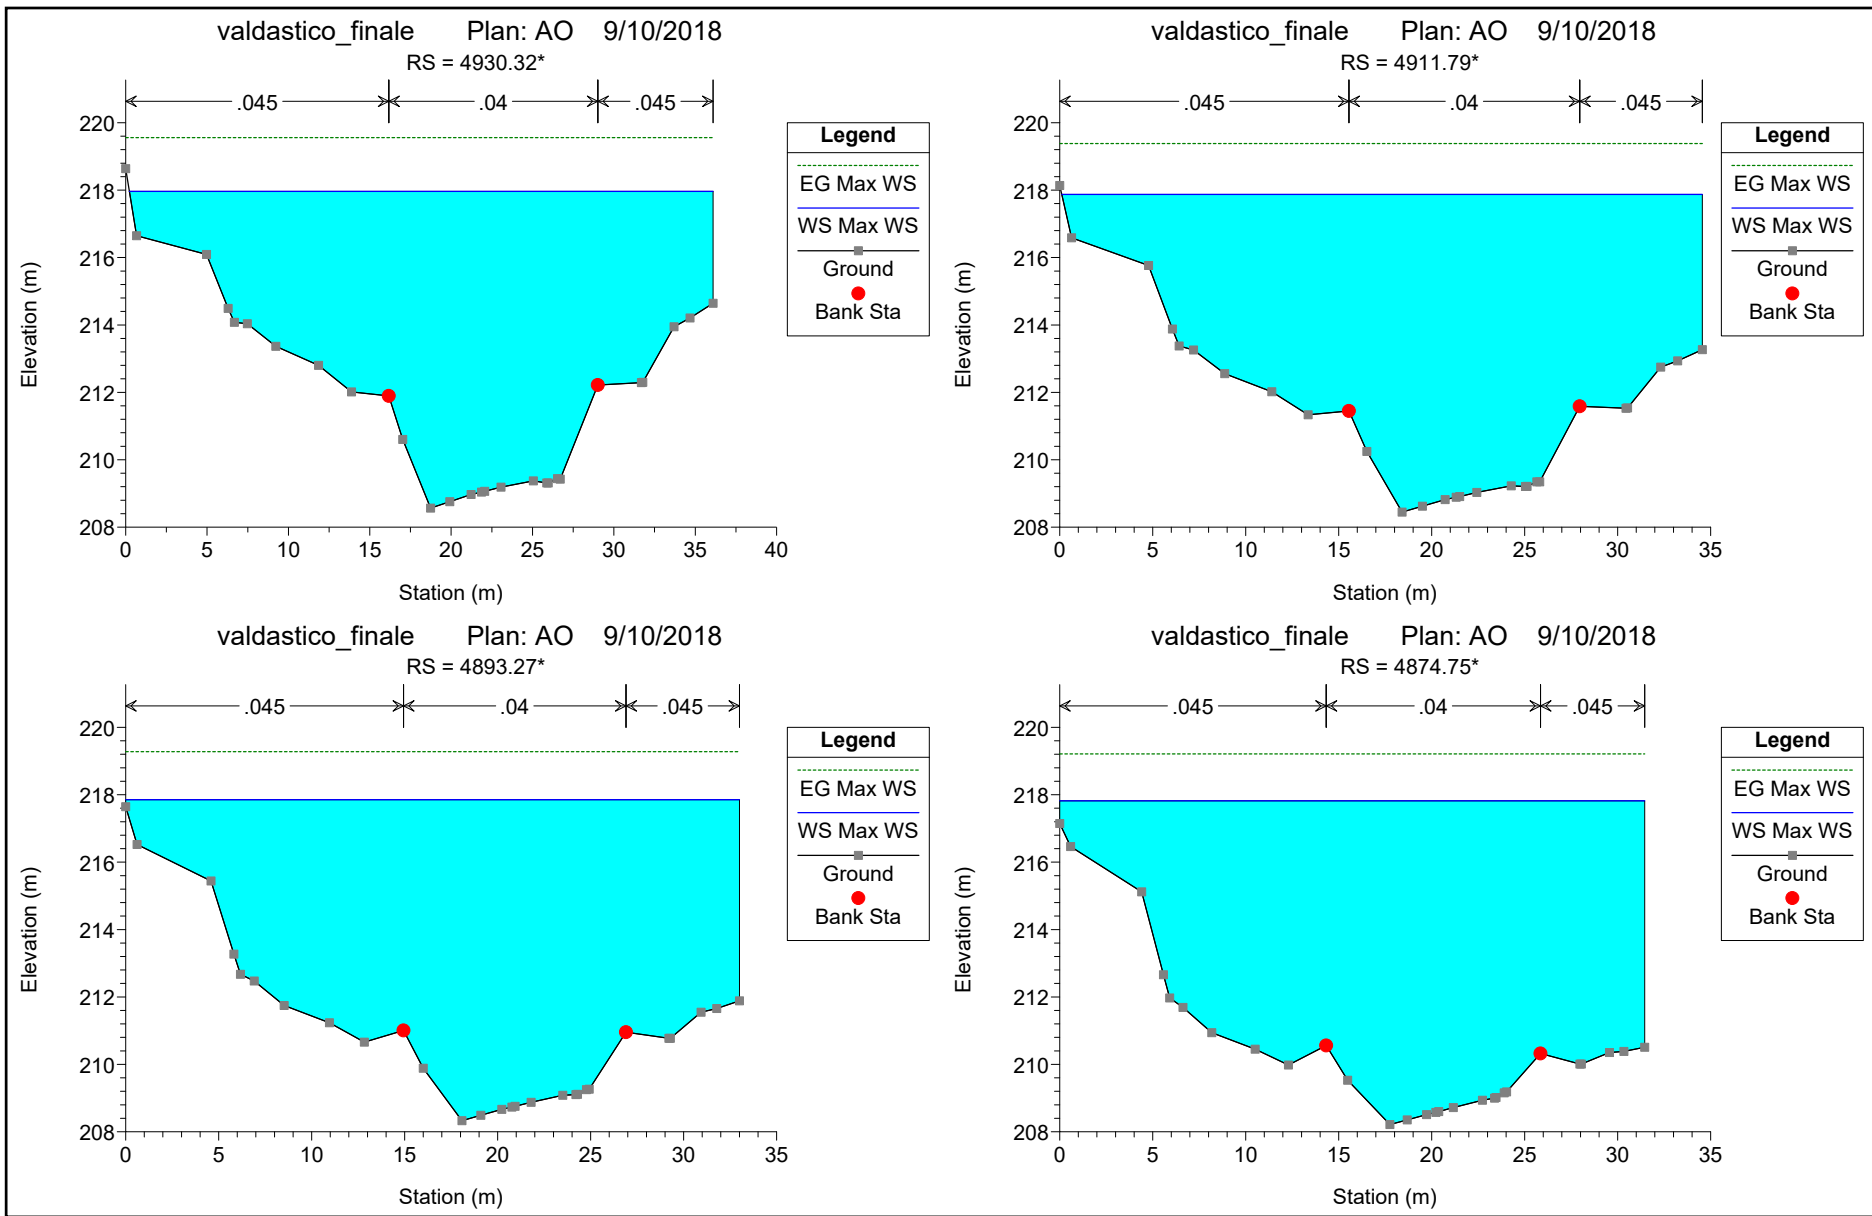 valdastico_finale Plan: AO 9/10/2018
RS = 4930.32*
.045 .04 .045
220
218
216
214
212
210
208
0 5 10 15 20 25 30 35 40
Station (m)
Elevation (m)
Legend
EG Max WS
WS Max WS
Ground
Bank Sta
valdastico_finale Plan: AO 9/10/2018
RS = 4911.79*
.045 .04 .045
220
218
216
214
212
210
208
0 5 10 15 20 25 30 35
Station (m)
Elevation (m)
Legend
EG Max WS
WS Max WS
Ground
Bank Sta
valdastico_finale Plan: AO 9/10/2018
RS = 4893.27*
.045 .04 .045
220
218
216
214
212
210
208
0 5 10 15 20 25 30 35
Station (m)
Elevation (m)
Legend
EG Max WS
WS Max WS
Ground
Bank Sta
valdastico_finale Plan: AO 9/10/2018
RS = 4874.75*
.045 .04 .045
220
218
216
214
212
210
208
0 5 10 15 20 25 30 35
Station (m)
Elevation (m)
Legend
EG Max WS
WS Max WS
Ground
Bank Sta